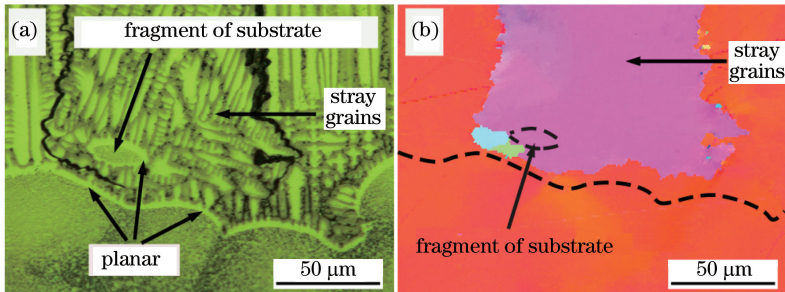 (a)
fragment of substrate
stray
grains
planar
50 μm
(b)
stray
grains
fragment of substrate
50 μm